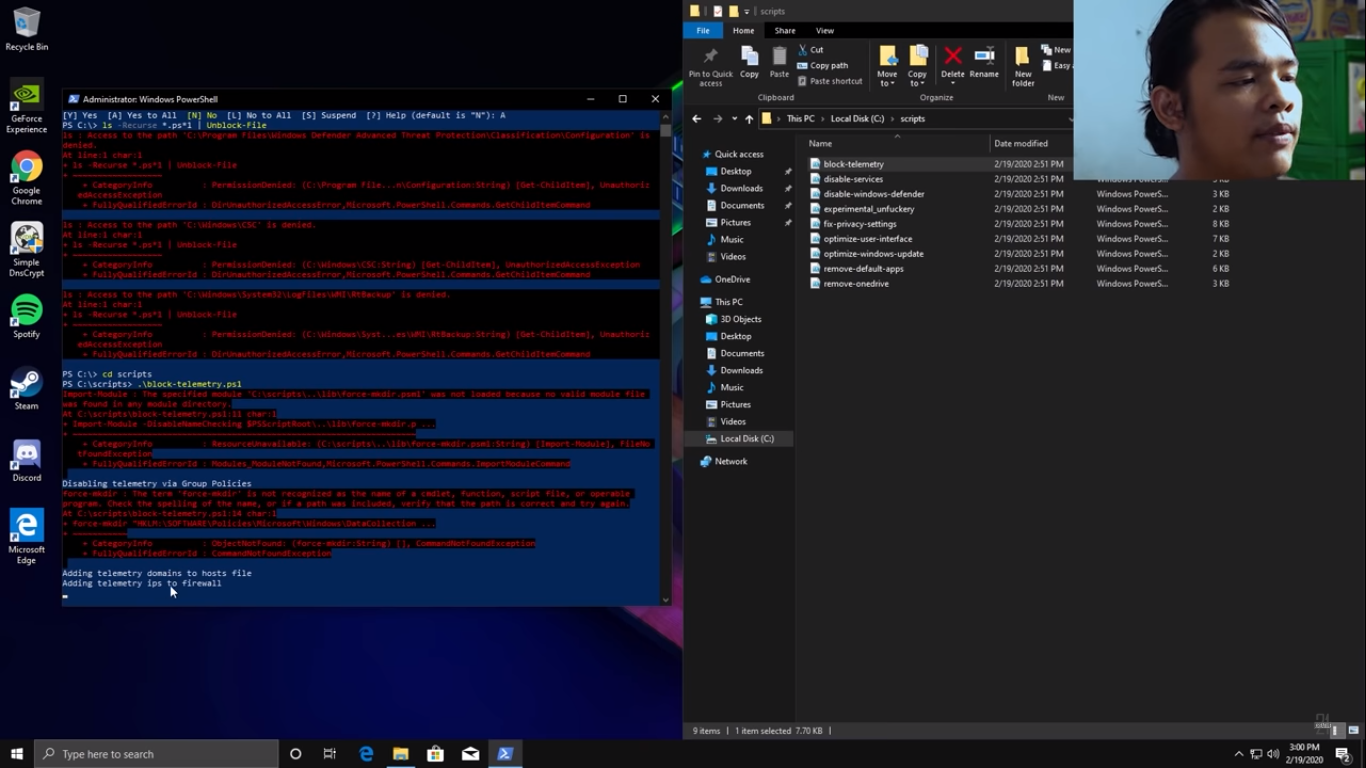 Recycle Bin
GeForce Experience
Google Chrome
Simple DnsCrypt
Spotify
Steam
Discord
Microsoft Edge
Administrator: Windows PowerShell
[Y] Yes [A] Yes to All [N] No [L] No to All [S] Suspend [?] Help (default is "N"): A
PS C:\> ls -Recurse *.ps*1 | Unblock-File
ls : Access to the path 'C:\Program Files\Windows Defender Advanced Threat Protection\Classification\Configuration' is
denied.
At line:1 char:1
+ ls -Recurse *.ps*1 | Unblock-File
+ CategoryInfo : PermissionDenied: (C:\Program File...n\Configuration:String) [Get-ChildItem], Unauthoriz
edAccessException
+ FullyQualifiedErrorId : DirUnauthorizedAccessError,Microsoft.PowerShell.Commands.GetChildItemCommand
ls : Access to the path 'C:\Windows\CSC' is denied.
At line:1 char:1
+ ls -Recurse *.ps*1 | Unblock-File
+ CategoryInfo : PermissionDenied: (C:\Windows\CSC:String) [Get-ChildItem], UnauthorizedAccessException
+ FullyQualifiedErrorId : DirUnauthorizedAccessError,Microsoft.PowerShell.Commands.GetChildItemCommand
ls : Access to the path 'C:\Windows\System32\LogFiles\WMI\RtBackup' is denied.
At line:1 char:1
+ ls -Recurse *.ps*1 | Unblock-File
+ CategoryInfo : PermissionDenied: (C:\Windows\Syst...es\WMI\RtBackup:String) [Get-ChildItem], Unauthoriz
edAccessException
+ FullyQualifiedErrorId : DirUnauthorizedAccessError,Microsoft.PowerShell.Commands.GetChildItemCommand
PS C:\> cd scripts
PS C:\scripts> .\block-telemetry.ps1
Import-Module : The specified module 'C:\scripts\..\lib\force-mkdir.psm1' was not loaded because no valid module file
was found in any module directory.
At C:\scripts\block-telemetry.ps1:11 char:1
+ Import-Module -DisableNameChecking $PSScriptRoot\..\lib\force-mkdir.p ...
+ CategoryInfo : ResourceUnavailable: (C:\scripts\..\lib\force-mkdir.psm1:String) [Import-Module], FileNo
tFoundException
+ FullyQualifiedErrorId : Modules_ModuleNotFound,Microsoft.PowerShell.Commands.ImportModuleCommand
Disabling telemetry via Group Policies
force-mkdir : The term 'force-mkdir' is not recognized as the name of a cmdlet, function, script file, or operable
program. Check the spelling of the name, or if a path was included, verify that the path is correct and try again.
At C:\scripts\block-telemetry.ps1:14 char:1
+ force-mkdir "HKLM:\SOFTWARE\Policies\Microsoft\Windows\DataCollection ...
+ CategoryInfo : ObjectNotFound: (force-mkdir:String) [], CommandNotFoundException
+ FullyQualifiedErrorId : CommandNotFoundException
Adding telemetry domains to hosts file
Adding telemetry ips to firewall
scripts
File Home Share View
Pin to Quick access
Copy
Paste
Cut
Copy path
Paste shortcut
Move to
Copy to
Delete
Rename
New folder
New
Easy
Clipboard
Organize
New
This PC > Local Disk (C:) > scripts
Quick access
Desktop
Downloads
Documents
Pictures
Music
Videos
OneDrive
This PC
3D Objects
Desktop
Documents
Downloads
Music
Pictures
Videos
Local Disk (C:)
Network
Name Date modified
block-telemetry 2/19/2020 2:51 PM
disable-services 2/19/2020 2:51 PM
disable-windows-defender 2/19/2020 2:51 PM Windows PowerS... 3 KB
experimental_unfuckery 2/19/2020 2:51 PM Windows PowerS... 2 KB
fix-privacy-settings 2/19/2020 2:51 PM Windows PowerS... 8 KB
optimize-user-interface 2/19/2020 2:51 PM Windows PowerS... 7 KB
optimize-windows-update 2/19/2020 2:51 PM Windows PowerS... 2 KB
remove-default-apps 2/19/2020 2:51 PM Windows PowerS... 6 KB
remove-onedrive 2/19/2020 2:51 PM Windows PowerS... 3 KB
9 items 1 item selected 7.70 KB
Type here to search
3:00 PM
2/19/2020
2